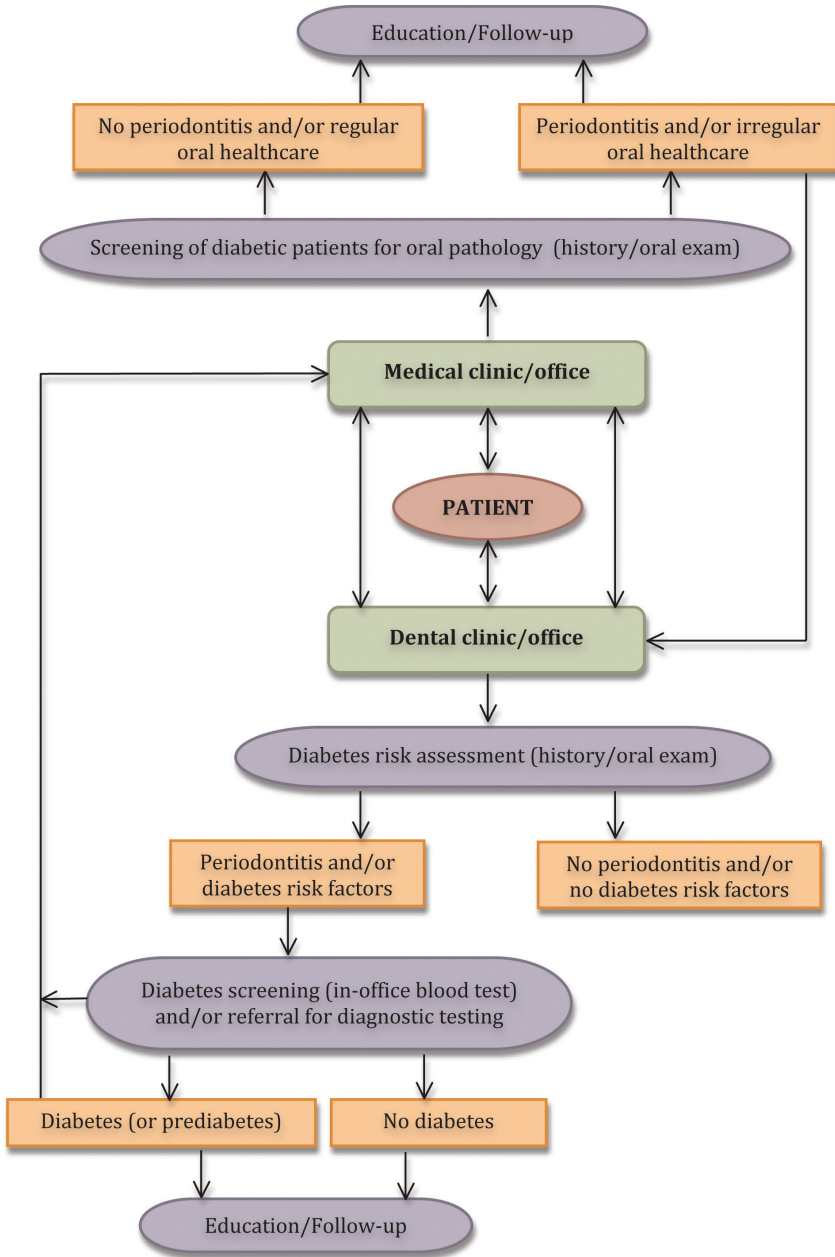 Education/Follow-up
No periodontitis and/or regular
oral healthcare
Periodontitis and/or irregular
oral healthcare
Screening of diabetic patients for oral pathology (history/oral exam)
Medical clinic/office
PATIENT
Dental clinic/office
Diabetes risk assessment (history/oral exam)
Periodontitis and/or
diabetes risk factors
No periodontitis and/or
no diabetes risk factors
Diabetes screening (in-office blood test)
and/or referral for diagnostic testing
Diabetes (or prediabetes)
No diabetes
Education/Follow-up